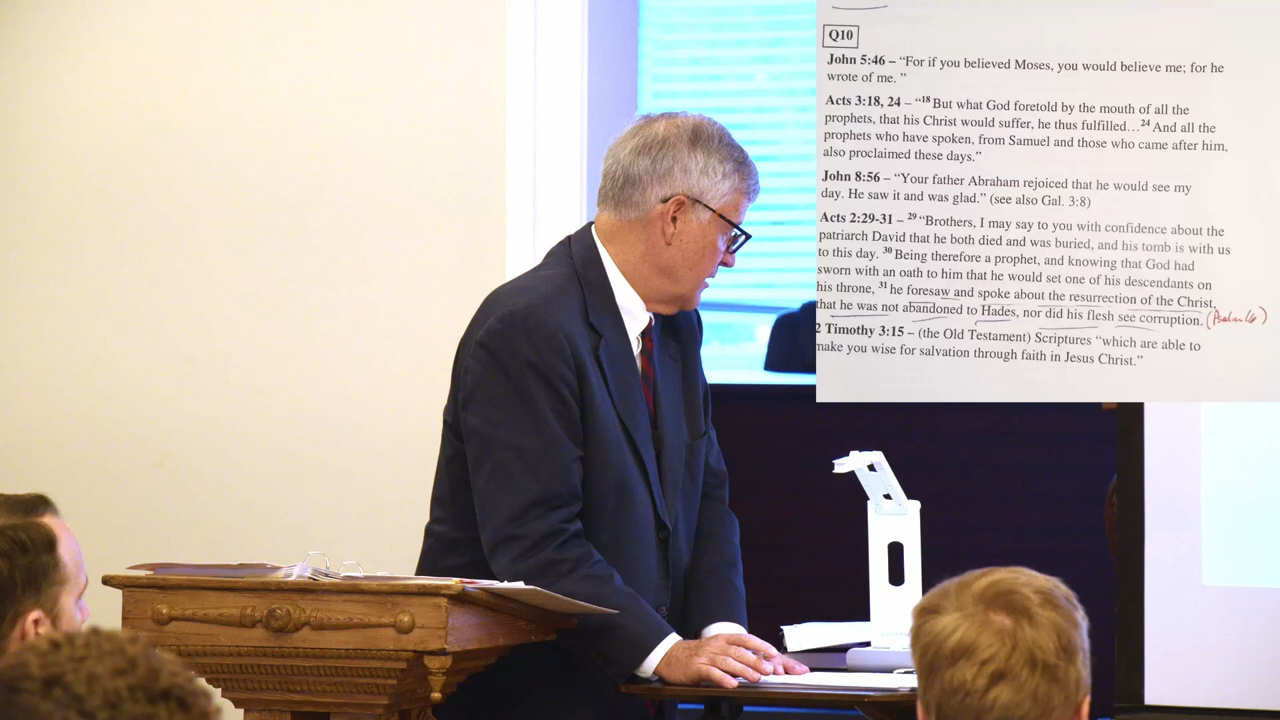 Q10
John 5:46 – “For if you believed Moses, you would believe me; for he
wrote of me. ”
Acts 3:18, 24 – “18 But what God foretold by the mouth of all the
prophets, that his Christ would suffer, he thus fulfilled…24 And all the
prophets who have spoken, from Samuel and those who came after him,
also proclaimed these days.”
John 8:56 – “Your father Abraham rejoiced that he would see my
day. He saw it and was glad.” (see also Gal. 3:8)
Acts 2:29-31 – 29 “Brothers, I may say to you with confidence about the
patriarch David that he both died and was buried, and his tomb is with us
to this day. 30 Being therefore a prophet, and knowing that God had
sworn with an oath to him that he would set one of his descendants on
his throne, 31 he foresaw and spoke about the resurrection of the Christ,
that he was not abandoned to Hades, nor did his flesh see corruption. (Psalm 16)
2 Timothy 3:15 – (the Old Testament) Scriptures “which are able to
make you wise for salvation through faith in Jesus Christ.”